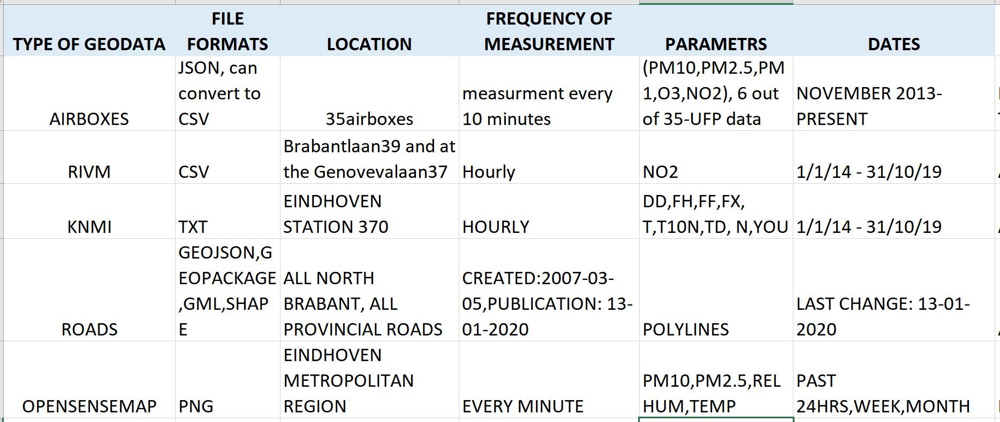 TYPE OF GEODATA
FILE
FORMATS
LOCATION
FREQUENCY OF
MEASUREMENT
PARAMETRS
DATES
AIRBOXES
JSON, can
convert to
CSV
35airboxes
measurment every
10 minutes
(PM10,PM2.5,PM
1,O3,NO2), 6 out
of 35-UFP data
NOVEMBER 2013-
PRESENT
RIVM
CSV
Brabantlaan39 and at
the Genovevalaan37
Hourly
NO2
1/1/14 - 31/10/19
KNMI
TXT
EINDHOVEN
STATION 370
HOURLY
DD,FH,FF,FX,
T,T10N,TD, N,YOU
1/1/14 - 31/10/19
ROADS
GEOJSON,G
EOPACKAGE
,GML,SHAP
E
ALL NORTH
BRABANT, ALL
PROVINCIAL ROADS
CREATED:2007-03-
05,PUBLICATION: 13-
01-2020
POLYLINES
LAST CHANGE: 13-01-
2020
OPENSENSEMAP
PNG
EINDHOVEN
METROPOLITAN
REGION
EVERY MINUTE
PM10,PM2.5,REL
HUM,TEMP
PAST
24HRS,WEEK,MONTH